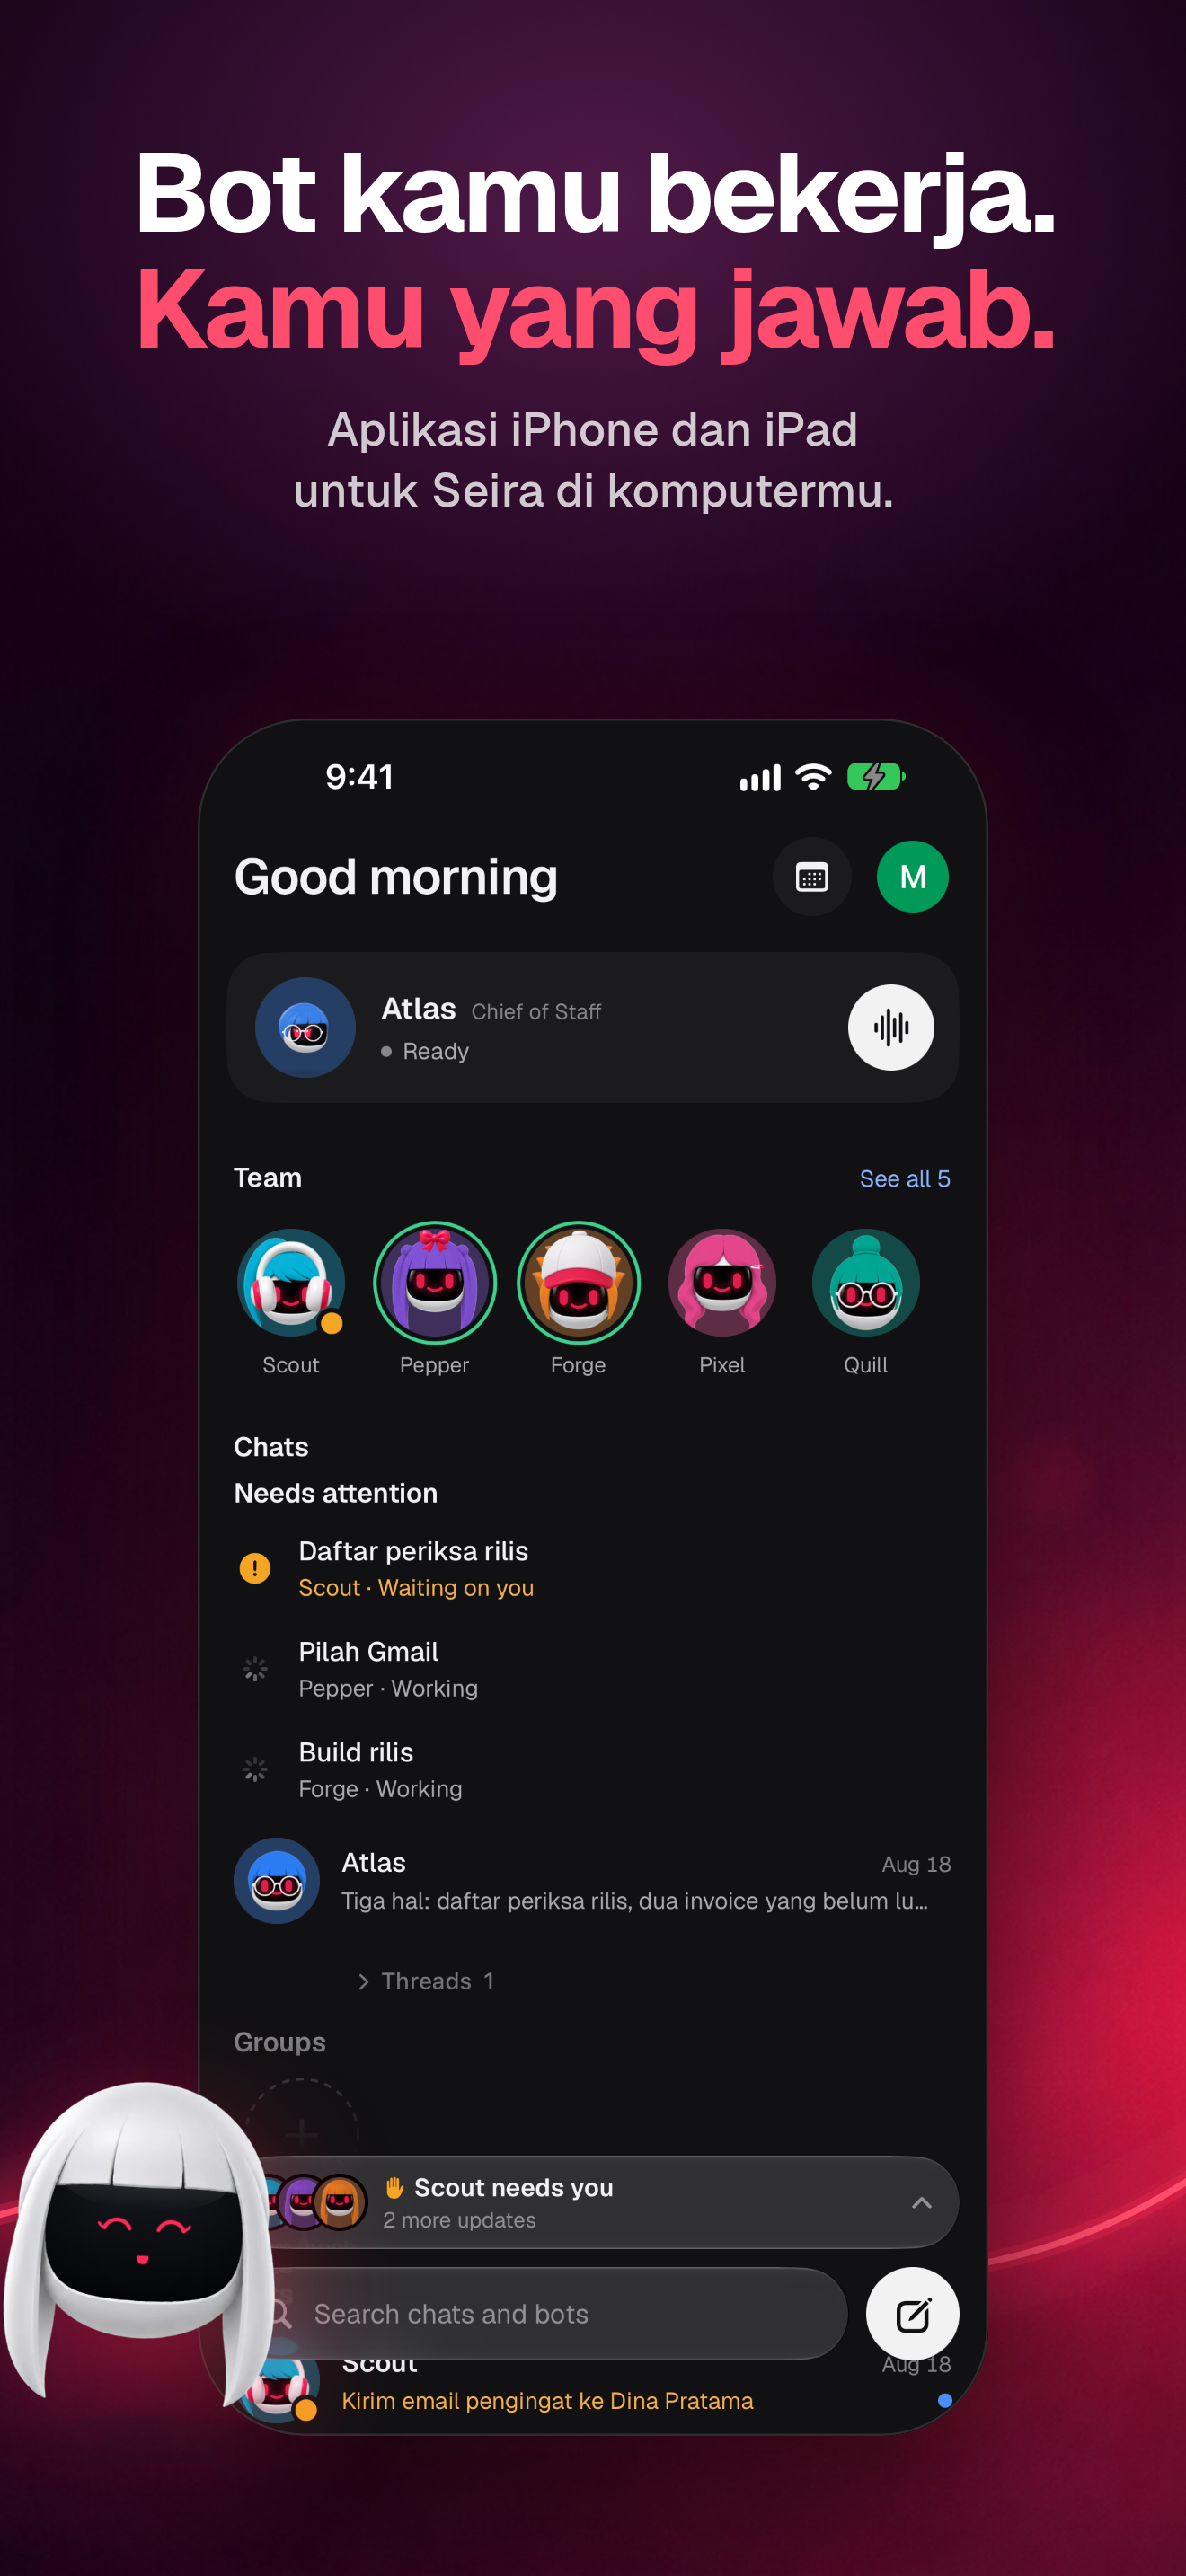 Bot kamu bekerja.
Kamu yang jawab.
Aplikasi iPhone dan iPad
untuk Seira di komputermu.
9:41
Good morning
M
Atlas Chief of Staff
Ready
Team
See all 5
Scout
Pepper
Forge
Pixel
Quill
Chats
Needs attention
Daftar periksa rilis
Scout · Waiting on you
Pilah Gmail
Pepper · Working
Build rilis
Forge · Working
Atlas
Aug 18
Tiga hal: daftar periksa rilis, dua invoice yang belum lu...
Threads 1
Groups
Scout needs you
2 more updates
Search chats and bots
Scout
Aug 18
Kirim email pengingat ke Dina Pratama